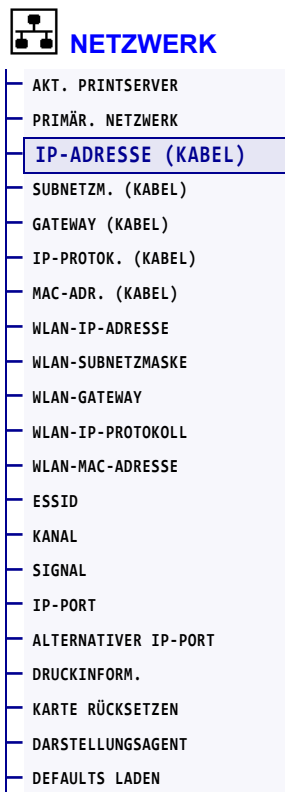 NETZWERK
AKT. PRINTSERVER
PRIMÄR. NETZWERK
IP-ADRESSE (KABEL)
SUBNETZM. (KABEL)
GATEWAY (KABEL)
IP-PROTOK. (KABEL)
MAC-ADR. (KABEL)
WLAN-IP-ADRESSE
WLAN-SUBNETZMASKE
WLAN-GATEWAY
WLAN-IP-PROTOKOLL
WLAN-MAC-ADRESSE
ESSID
KANAL
SIGNAL
IP-PORT
ALTERNATIVER IP-PORT
DRUCKINFORM.
KARTE RÜCKSETZEN
DARSTELLUNGSAGENT
DEFAULTS LADEN